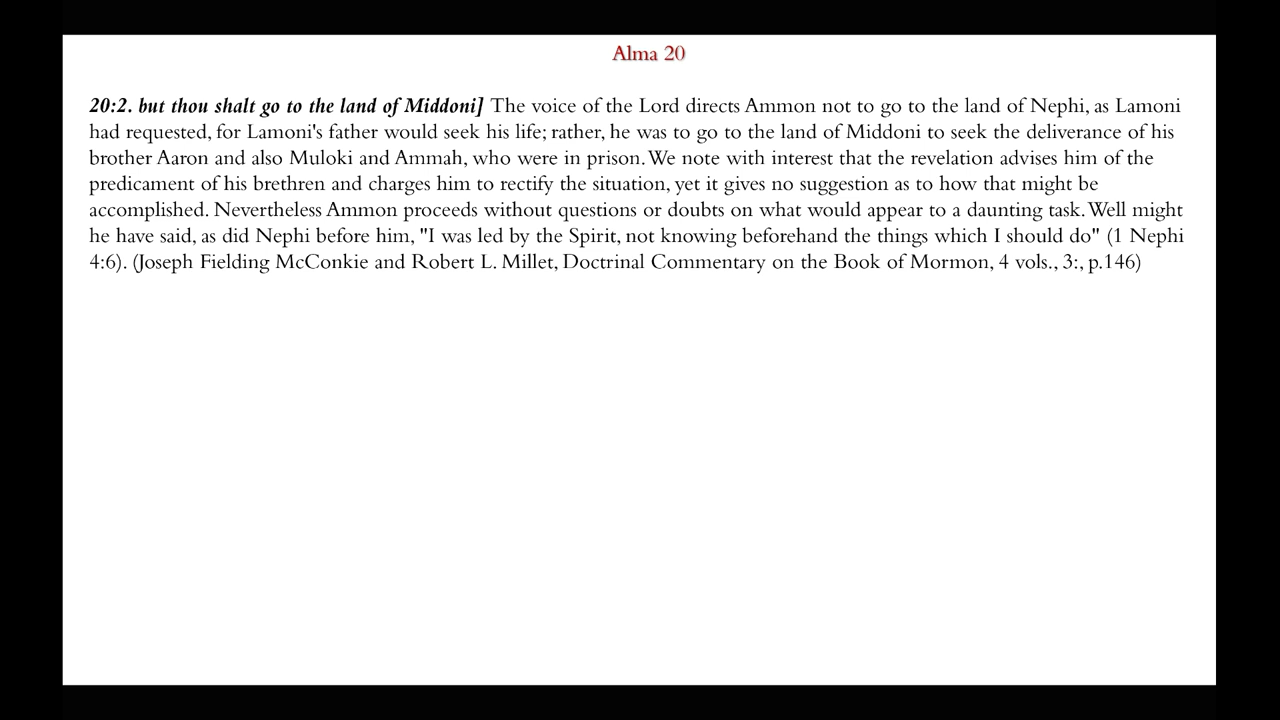 Alma 20
20:2. but thou shalt go to the land of Middoni] The voice of the Lord directs Ammon not to go to the land of Nephi, as Lamoni
had requested, for Lamoni's father would seek his life; rather, he was to go to the land of Middoni to seek the deliverance of his
brother Aaron and also Muloki and Ammah, who were in prison. We note with interest that the revelation advises him of the
predicament of his brethren and charges him to rectify the situation, yet it gives no suggestion as to how that might be
accomplished. Nevertheless Ammon proceeds without questions or doubts on what would appear to a daunting task. Well might
he have said, as did Nephi before him, "I was led by the Spirit, not knowing beforehand the things which I should do" (1 Nephi
4:6). (Joseph Fielding McConkie and Robert L. Millet, Doctrinal Commentary on the Book of Mormon, 4 vols., 3:, p.146)